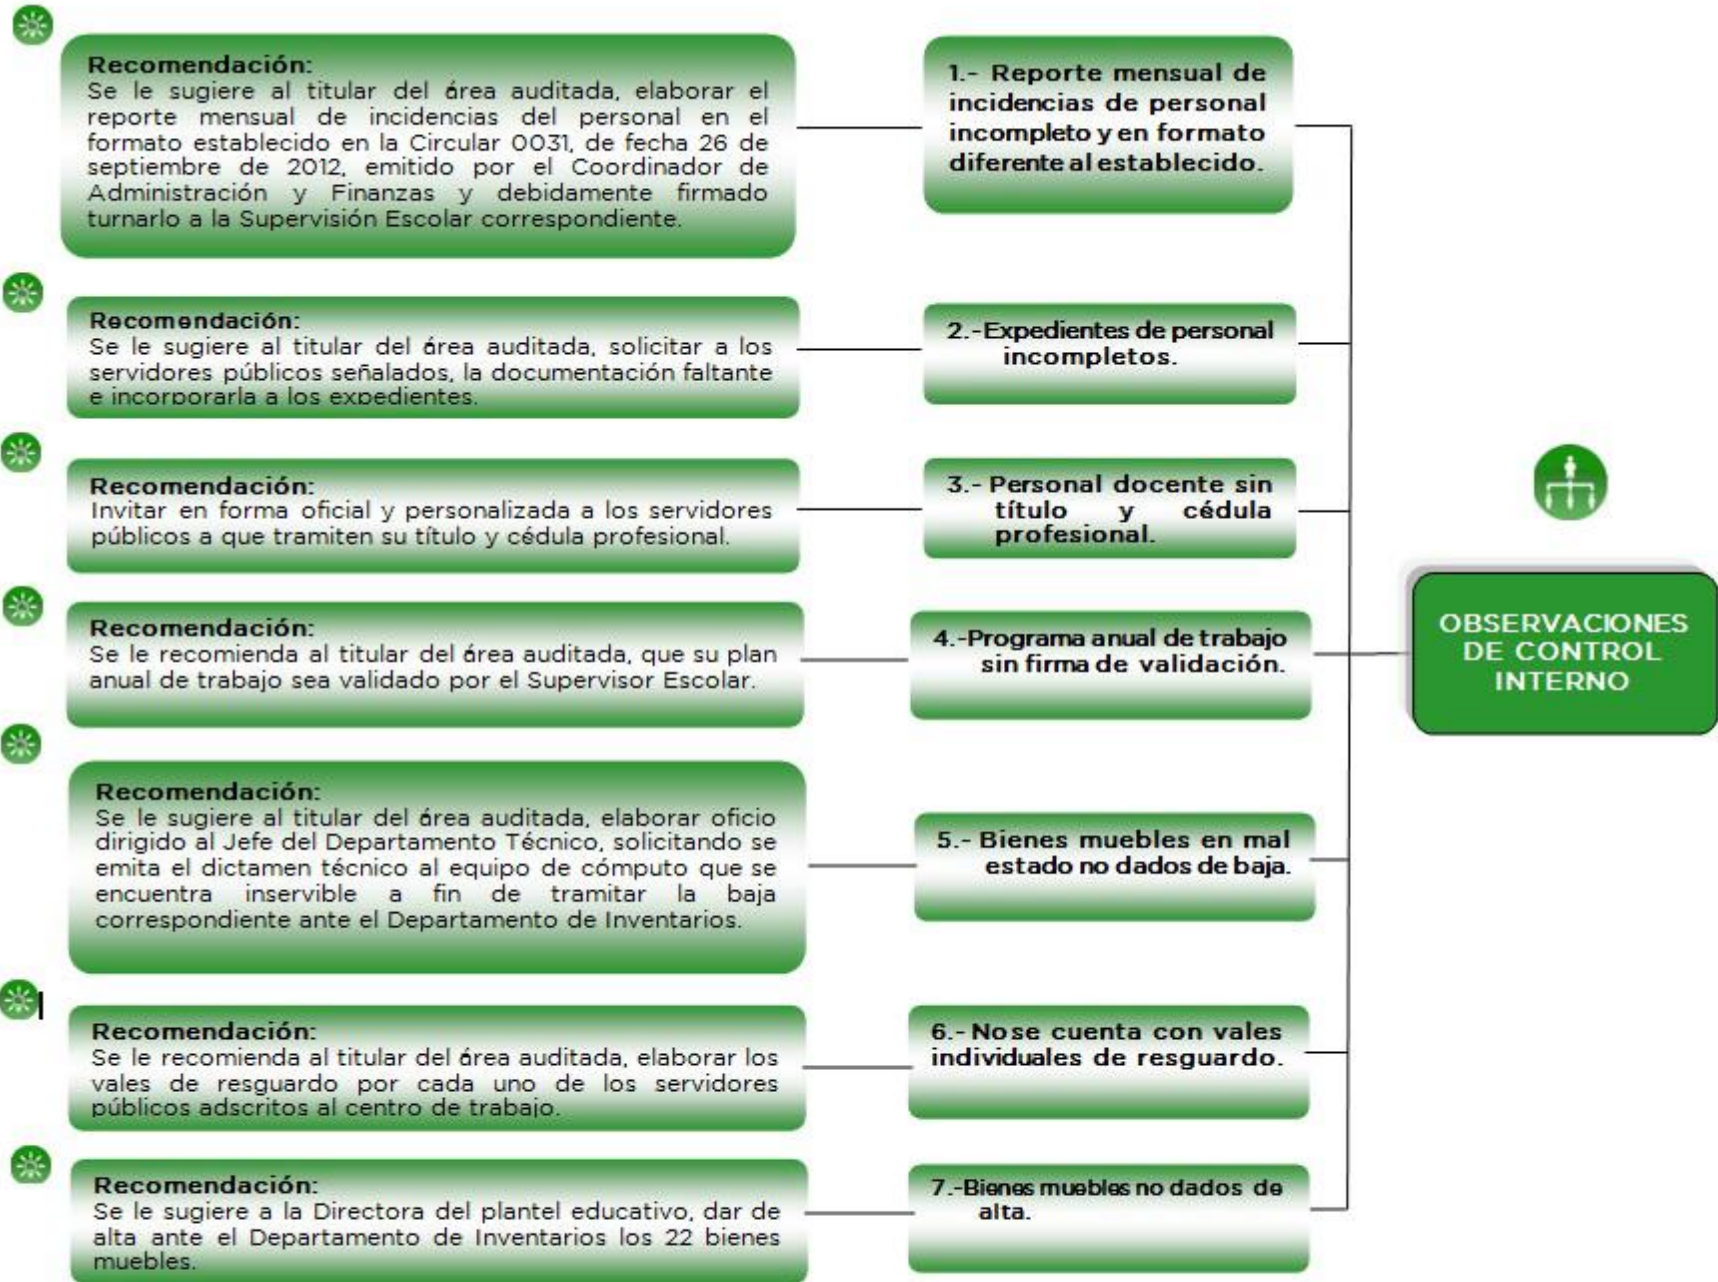 Recomendación:
Se le sugiere al titular del área auditada, elaborar el
reporte mensual de incidencias del personal en el
formato establecido en la Circular 0031, de fecha 26 de
septiembre de 2012, emitido por el Coordinador de
Administración y Finanzas y debidamente firmado
turnarlo a la Supervisión Escolar correspondiente.
1.- Reporte mensual de
incidencias de personal
incompleto y en formato
diferente al establecido.
Recomendación:
Se le sugiere al titular del área auditada, solicitar a los
servidores públicos señalados, la documentación faltante
e incorporarla a los expedientes.
2.-Expedientes de personal
incompletos.
Recomendación:
Invitar en forma oficial y personalizada a los servidores
públicos a que tramiten su título y cédula profesional.
3.- Personal docente sin
título y cédula
profesional.
Recomendación:
Se le recomienda al titular del área auditada, que su plan
anual de trabajo sea validado por el Supervisor Escolar.
4.-Programa anual de trabajo
sin firma de validación.
OBSERVACIONES
DE CONTROL
INTERNO
Recomendación:
Se le sugiere al titular del área auditada, elaborar oficio
dirigido al Jefe del Departamento Técnico, solicitando se
emita el dictamen técnico al equipo de cómputo que se
encuentra inservible a fin de tramitar la baja
correspondiente ante el Departamento de Inventarios.
5.- Bienes muebles en mal
estado no dados de baja.
Recomendación:
Se le recomienda al titular del área auditada, elaborar los
vales de resguardo por cada uno de los servidores
públicos adscritos al centro de trabajo.
6.- No se cuenta con vales
individuales de resguardo.
Recomendación:
Se le sugiere a la Directora del plantel educativo, dar de
alta ante el Departamento de Inventarios los 22 bienes
muebles.
7.-Bienes muebles no dados de
alta.